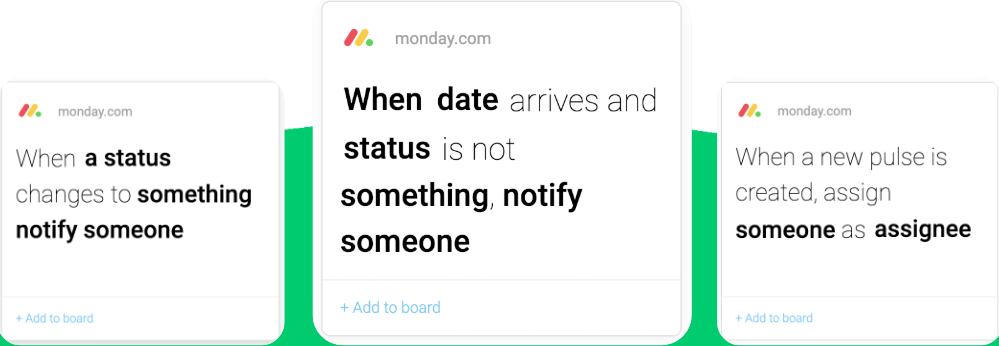 monday.com
When a status
changes to something
notify someone
+ Add to board
monday.com
When date arrives and
status is not
something, notify
someone
+ Add to board
monday.com
When a new pulse is
created, assign
someone as assignee
+ Add to board